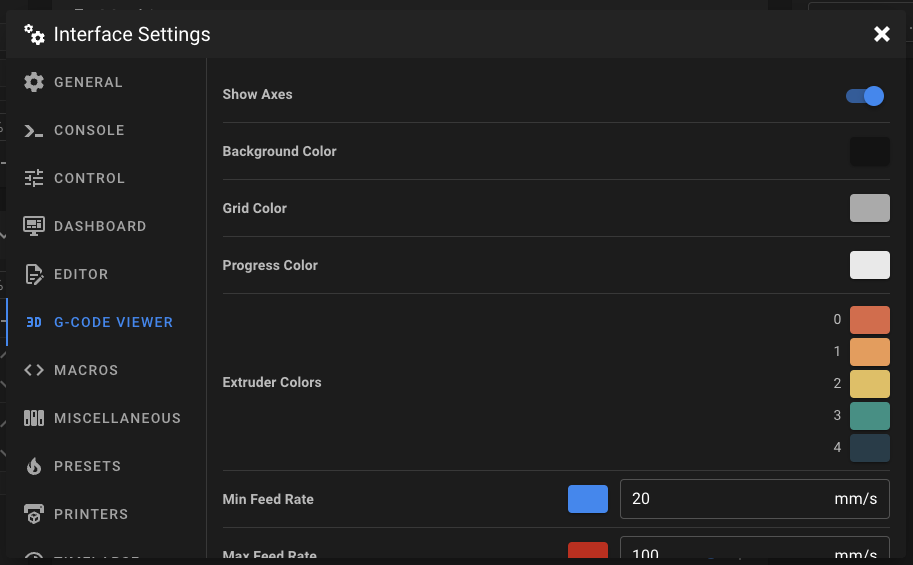 Interface Settings
GENERAL
CONSOLE
CONTROL
DASHBOARD
EDITOR
3D G-CODE VIEWER
MACROS
MISCELLANEOUS
PRESETS
PRINTERS
TIMELAPSE
Show Axes
Background Color
Grid Color
Progress Color
Extruder Colors
0
1
2
3
4
Min Feed Rate 20 mm/s
Max Feed Rate 100 mm/s